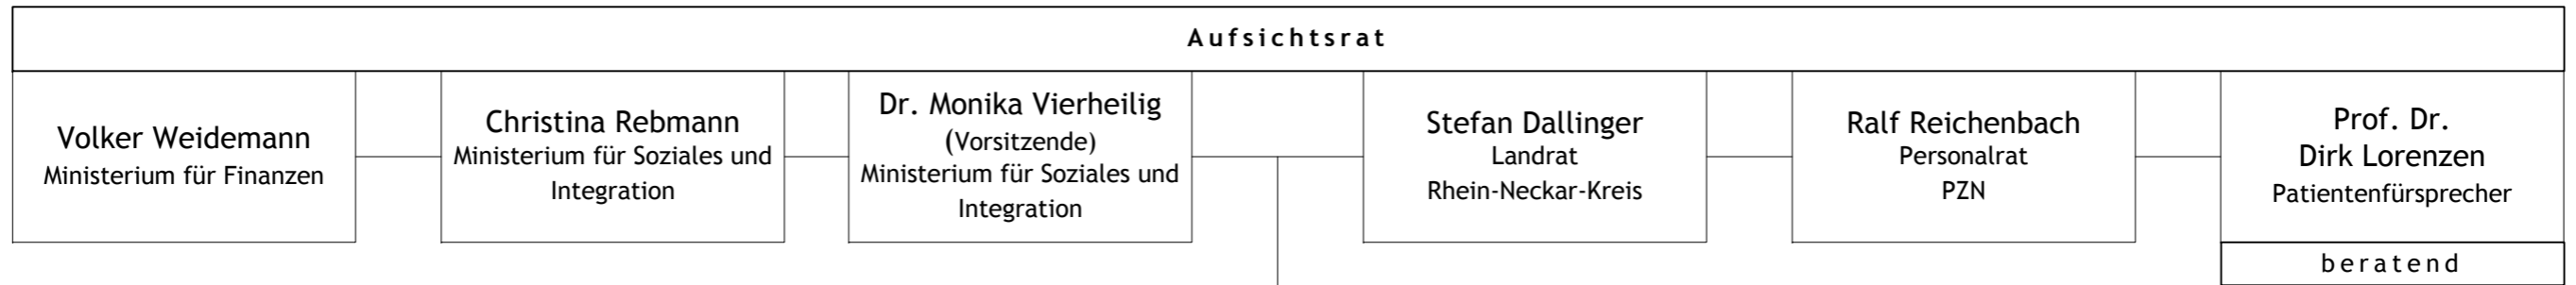 Aufsichtsrat
Volker Weidemann
Ministerium für Finanzen
Christina Rebmann
Ministerium für Soziales und
Integration
Dr. Monika Vierheilig
(Vorsitzende)
Ministerium für Soziales und
Integration
Stefan Dallinger
Landrat
Rhein-Neckar-Kreis
Ralf Reichenbach
Personalrat
PZN
Prof. Dr.
Dirk Lorenzen
Patientenfürsprecher
beratend